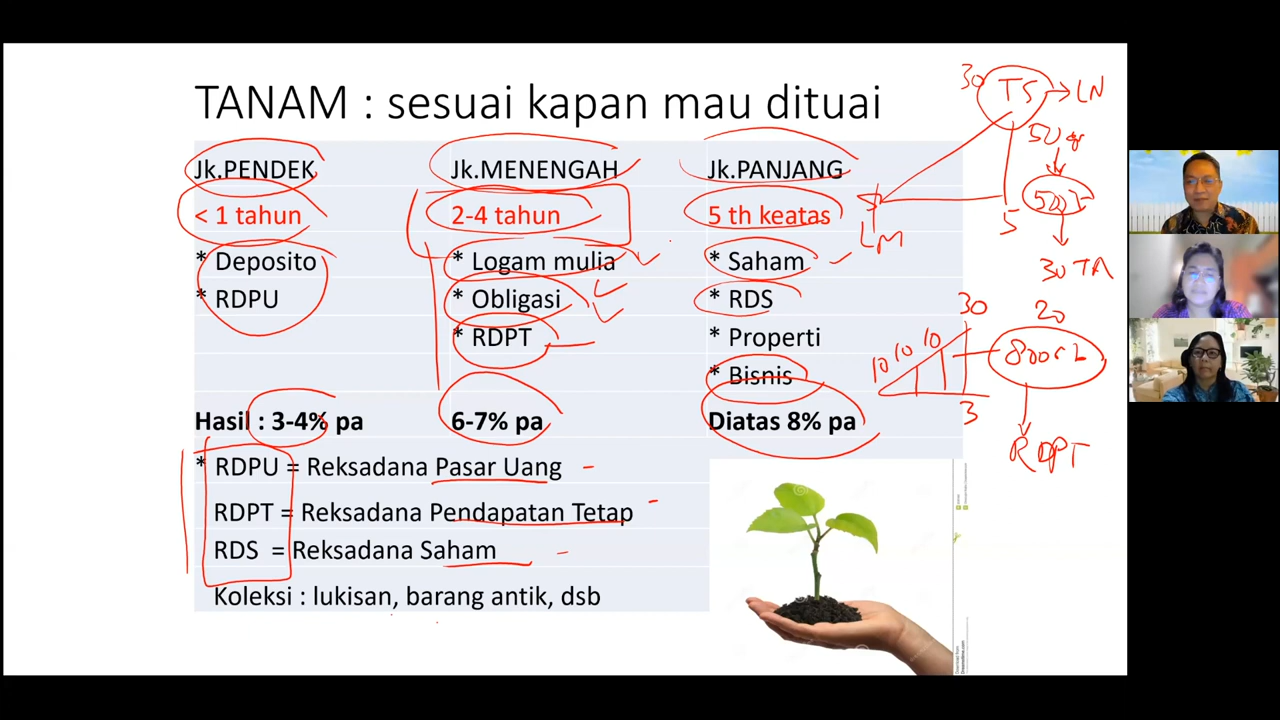 TANAM : sesuai kapan mau dituai
Jk.PENDEK Jk.MENENGAH Jk.PANJANG
< 1 tahun 2-4 tahun 5 th keatas
* Deposito * Logam mulia * Saham
* RDPU * Obligasi * RDS
* RDPT * Properti
* Bisnis
Hasil : 3-4% pa 6-7% pa Diatas 8% pa
* RDPU = Reksadana Pasar Uang
RDPT = Reksadana Pendapatan Tetap
RDS = Reksadana Saham
Koleksi : lukisan, barang antik, dsb
30 TS → LN
50 gr
5
LM
30 TA
30 20
10 10 10
3
RDPT